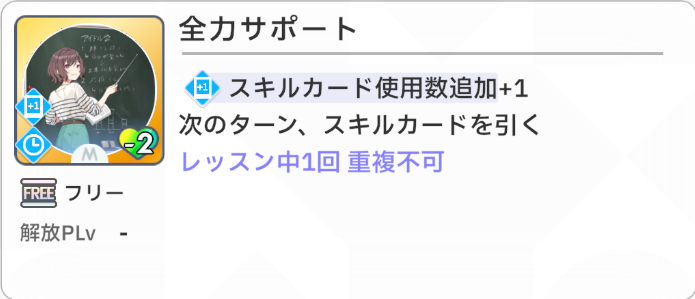 全力サポート
+1 スキルカード使用数追加+1
次のターン、スキルカードを引く
レッスン中1回 重複不可
+1
-2
M
FREE フリー
解放PLv -